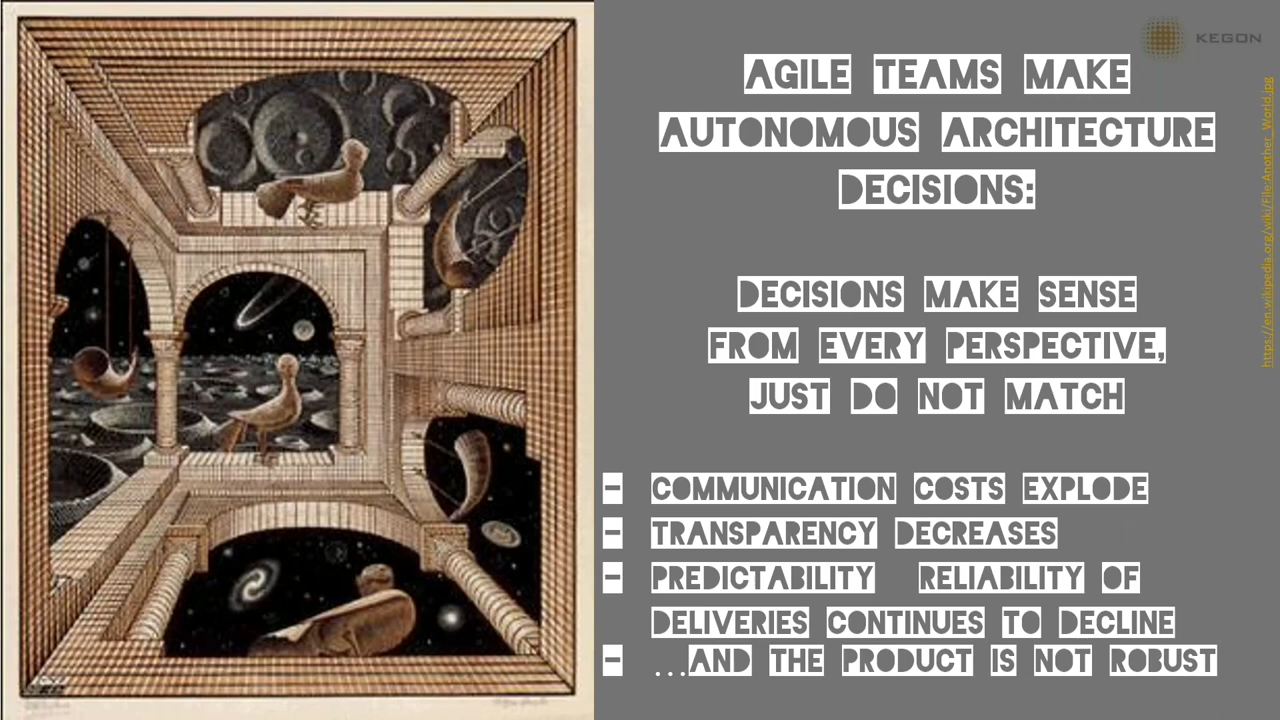 KEGON
AGILE TEAMS MAKE
AUTONOMOUS ARCHITECTURE
DECISIONS:
DECISIONS MAKE SENSE
FROM EVERY PERSPECTIVE,
JUST DO NOT MATCH
- COMMUNICATION COSTS EXPLODE
- TRANSPARENCY DECREASES
- PREDICTABILITY RELIABILITY OF
DELIVERIES CONTINUES TO DECLINE
- ...AND THE PRODUCT IS NOT ROBUST
https://en.wikipedia.org/wiki/File:Another_World.jpg